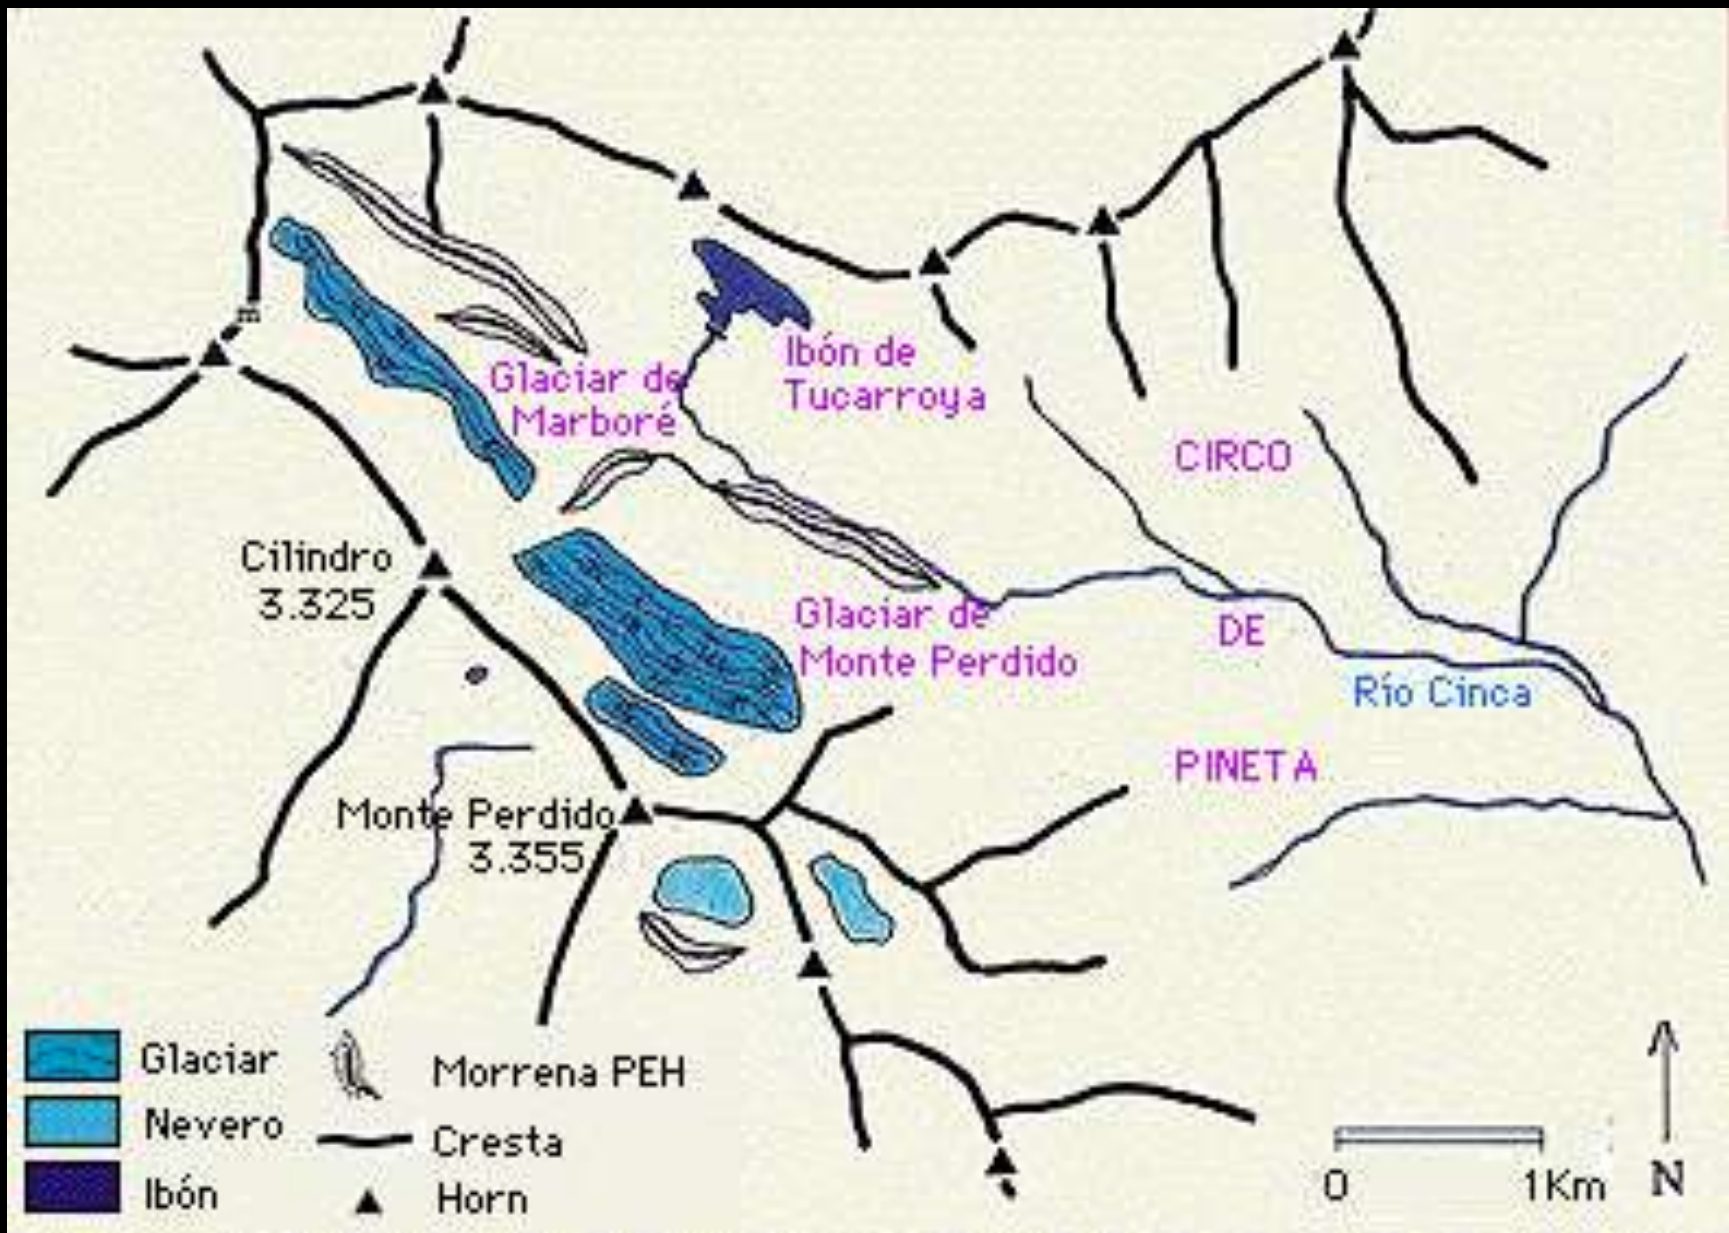 m
Ibón de
Tucarroya
Glaciar de
Marboré
CIRCO
Cilindro
3.325
Glaciar de
Monte Perdido
DE
Río Cinca
PINETA
Monte Perdido
3.355
Glaciar
Nevero
Ibón
Morrena PEH
Cresta
Horn
0 1Km
N